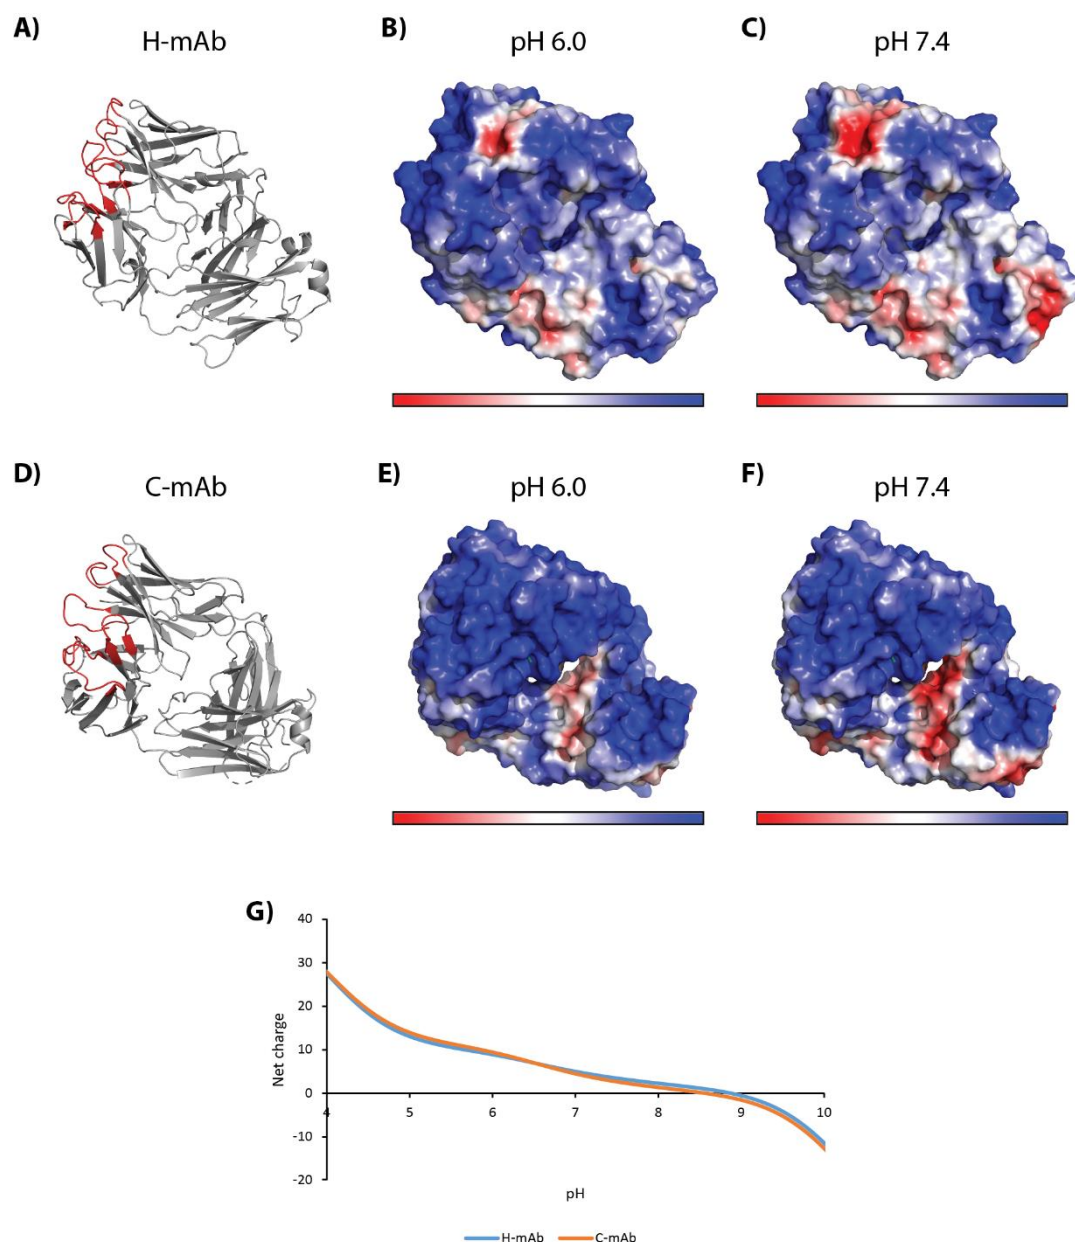 A) H-mAb B) pH 6.0 C) pH 7.4
D) C-mAb E) pH 6.0 F) pH 7.4
G)
40
30
20
10
0
-10
-20
Net charge
4 5 6 7 8 9 10
pH
H-mAb C-mAb